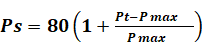 Ps = 80(1 + (Pt−P max)/(P max))